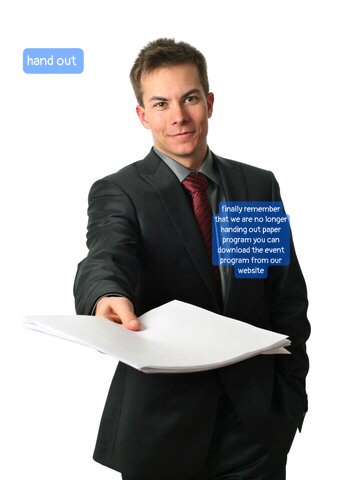 hand out
finally remember
that we are no longer
handing out paper
program you can
download the event
program from our
website